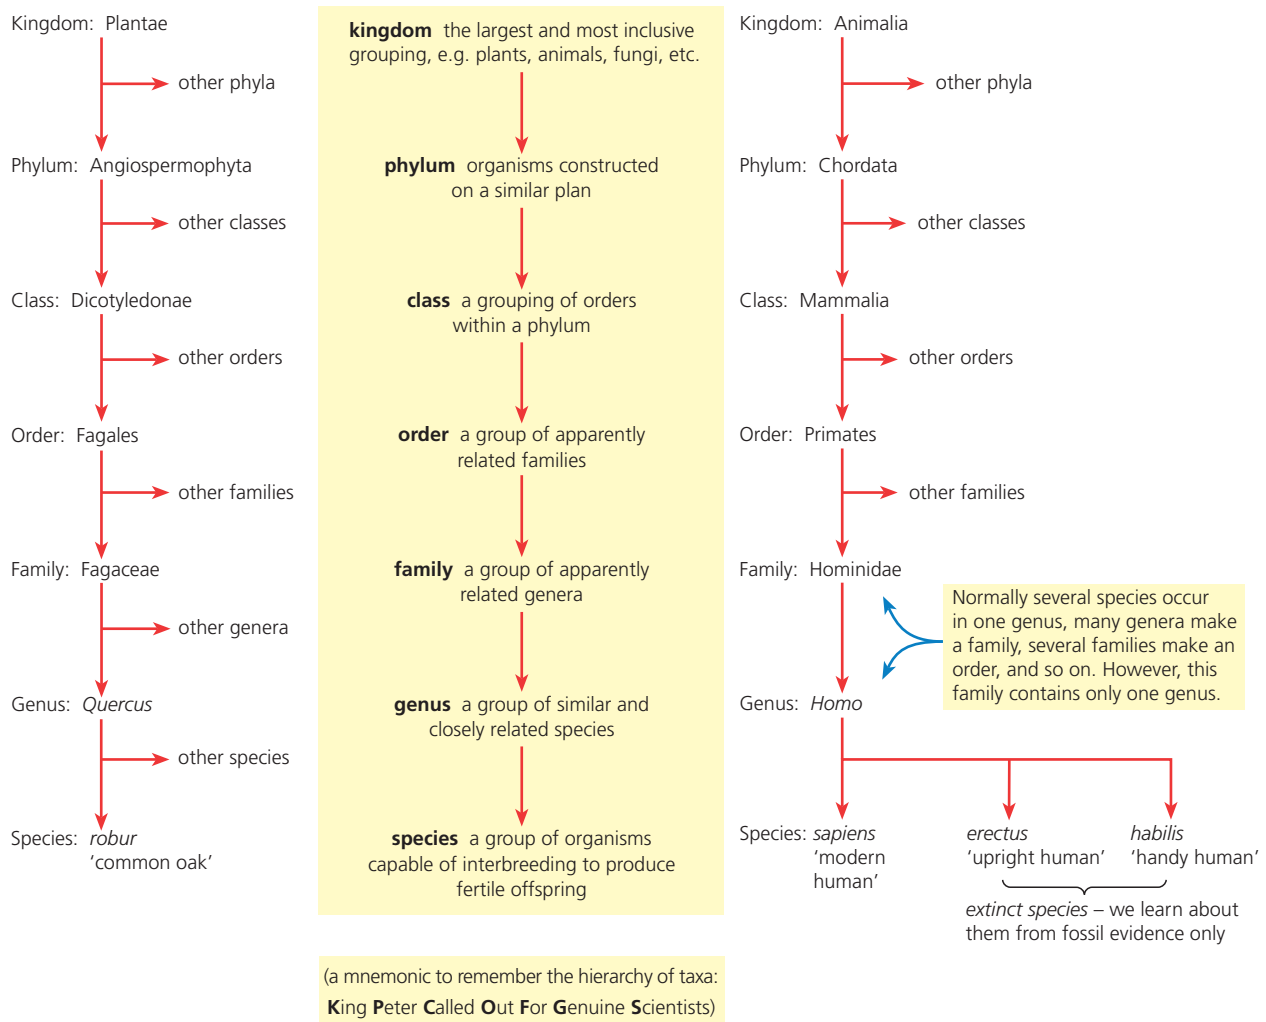 Kingdom: Plantae
other phyla
Phylum: Angiospermophyta
other classes
Class: Dicotyledonae
other orders
Order: Fagales
other families
Family: Fagaceae
other genera
Genus: Quercus
other species
Species: robur
'common oak'
kingdom the largest and most inclusive
grouping, e.g. plants, animals, fungi, etc.
phylum organisms constructed
on a similar plan
class a grouping of orders
within a phylum
order a group of apparently
related families
family a group of apparently
related genera
genus a group of similar and
closely related species
species a group of organisms
capable of interbreeding to produce
fertile offspring
(a mnemonic to remember the hierarchy of taxa:
King Peter Called Out For Genuine Scientists)
Kingdom: Animalia
other phyla
Phylum: Chordata
other classes
Class: Mammalia
other orders
Order: Primates
other families
Family: Hominidae
Normally several species occur
in one genus, many genera make
a family, several families make an
order, and so on. However, this
family contains only one genus.
Genus: Homo
Species: sapiens
'modern
human'
erectus
'upright human'
habilis
'handy human'
extinct species – we learn about
them from fossil evidence only